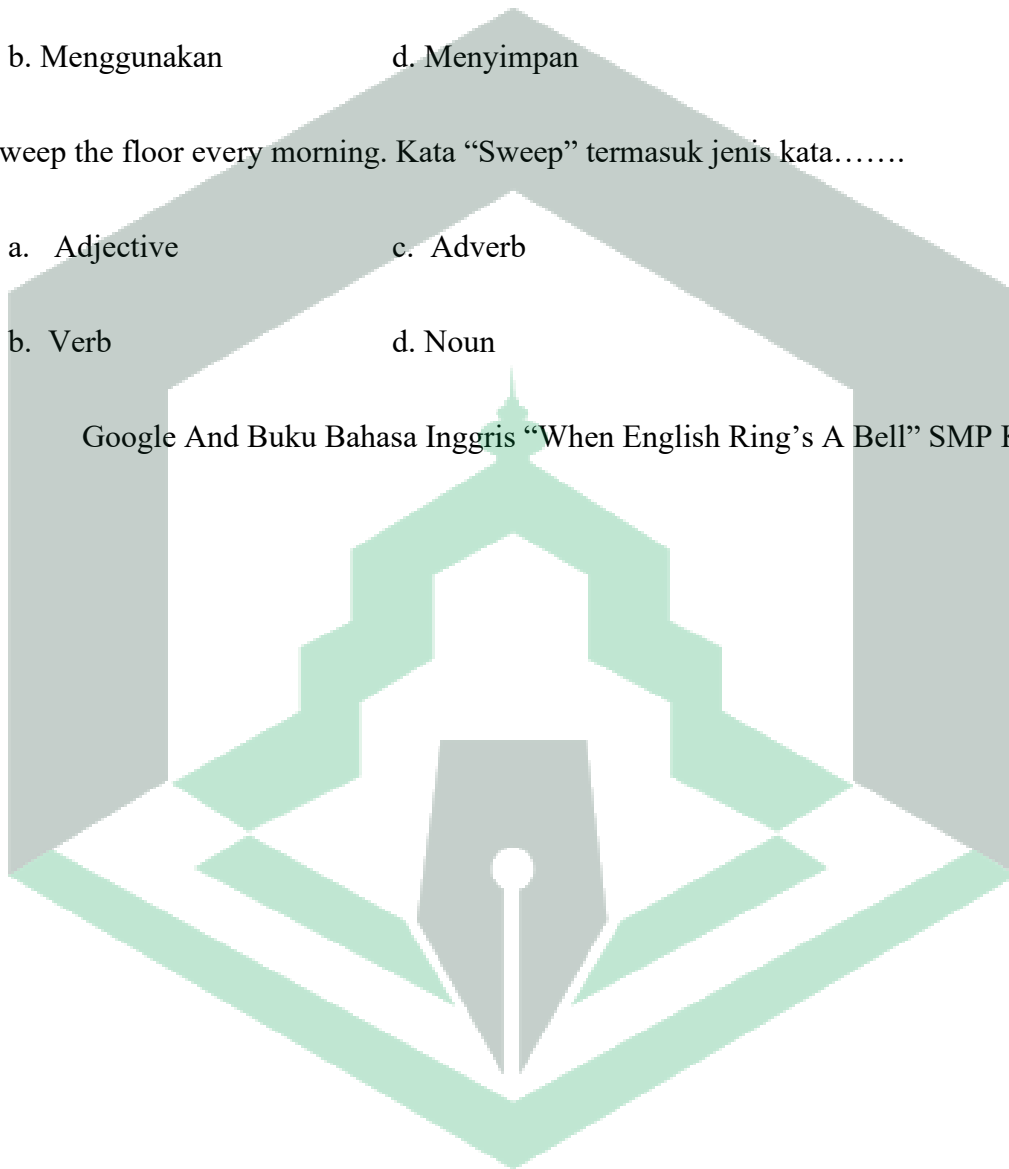 b. Menggunakan d. Menyimpan
weep the floor every morning. Kata “Sweep” termasuk jenis kata…….
a. Adjective c. Adverb
b. Verb d. Noun
Google And Buku Bahasa Inggris “When English Ring’s A Bell” SMP